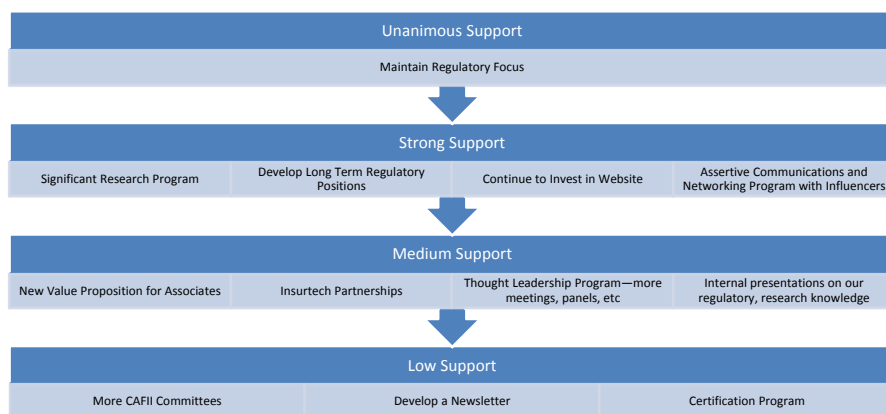 Unanimous Support
Maintain Regulatory Focus
Strong Support
Significant Research Program
Develop Long Term Regulatory
Positions
Continue to Invest in Website
Assertive Communications and
Networking Program with Influencers
Medium Support
New Value Proposition for Associates
Insurtech Partnerships
Thought Leadership Program—more
meetings, panels, etc
Internal presentations on our
regulatory, research knowledge
Low Support
More CAFII Committees
Develop a Newsletter
Certification Program